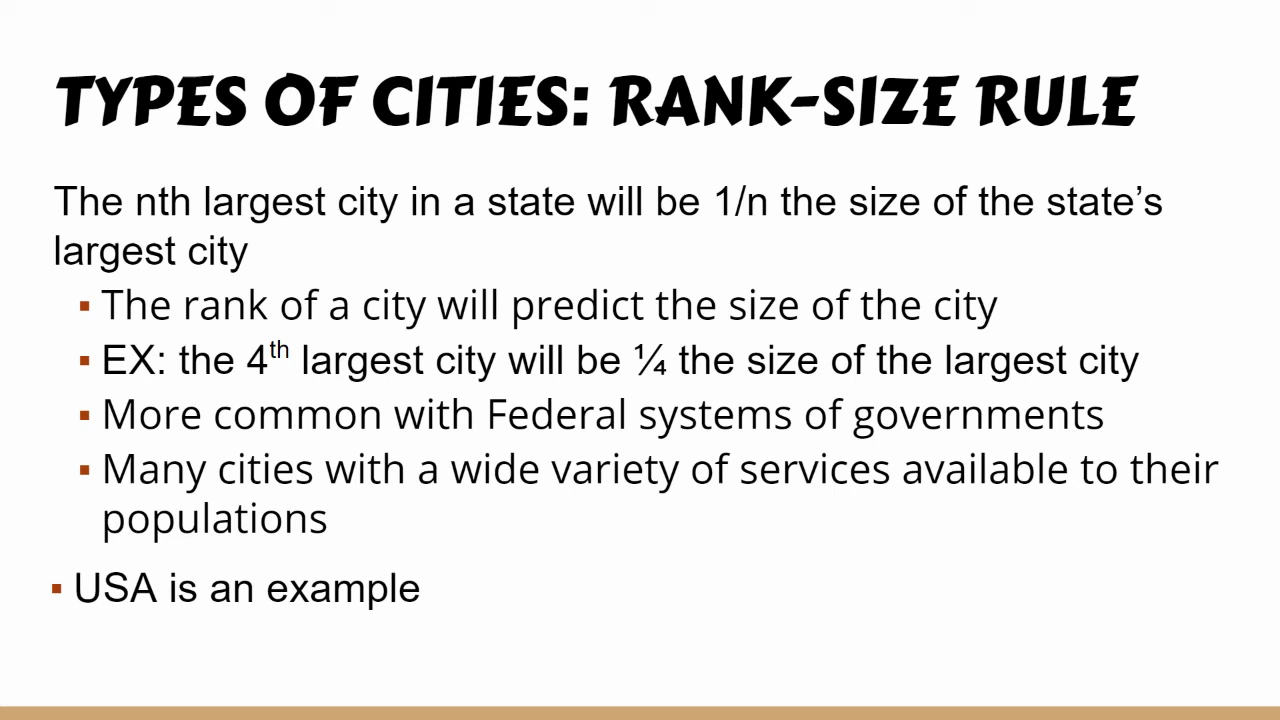 TYPES OF CITIES: RANK-SIZE RULE
The nth largest city in a state will be 1/n the size of the state’s
largest city
▪ The rank of a city will predict the size of the city
▪ EX: the 4th largest city will be ¼ the size of the largest city
▪ More common with Federal systems of governments
▪ Many cities with a wide variety of services available to their
populations
▪ USA is an example